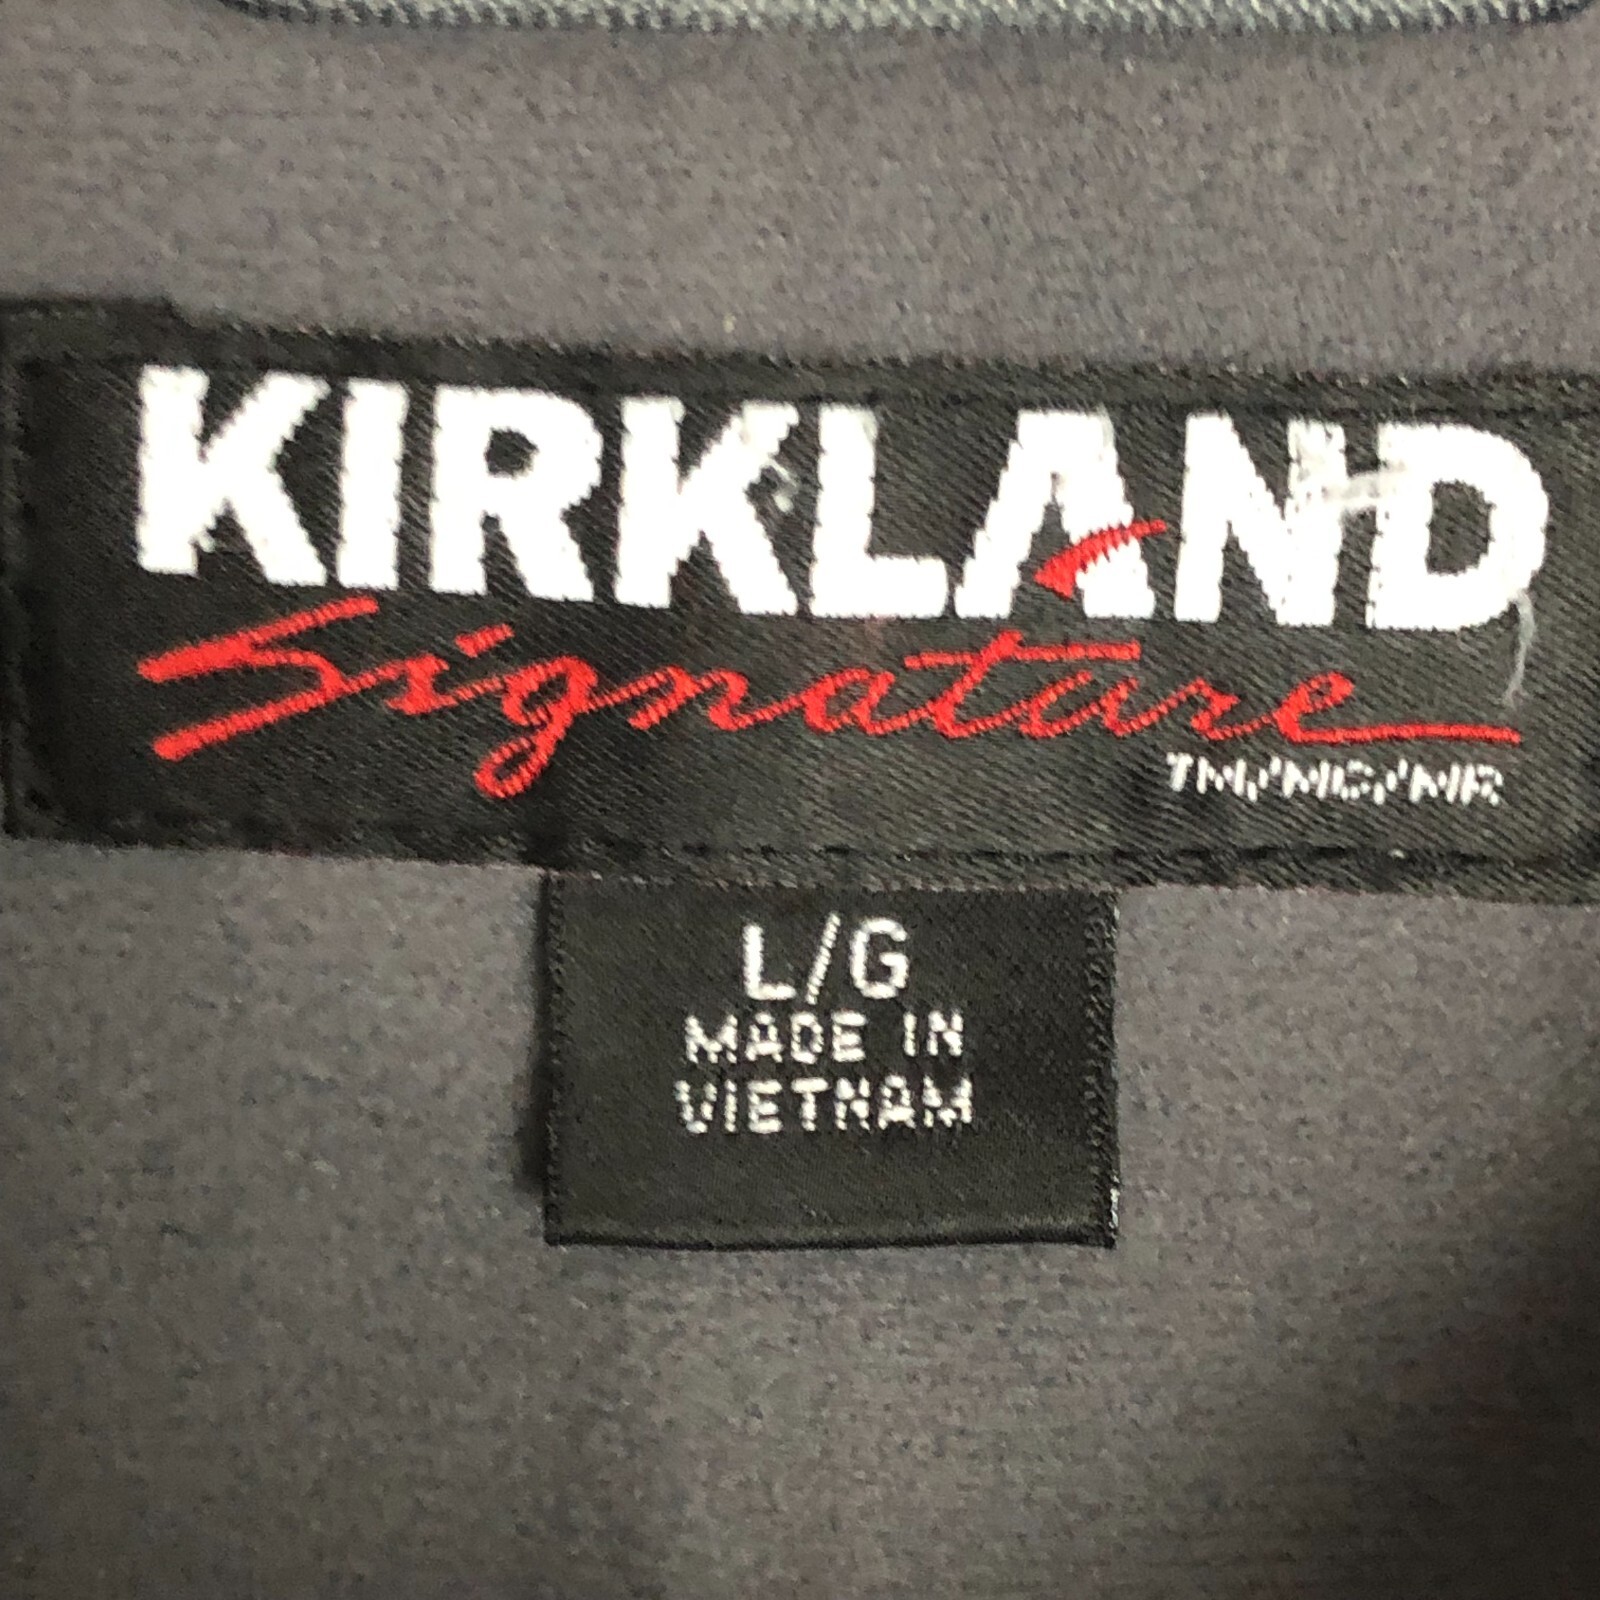 KIRKLAND
Signature
TM/MC/MR
L/G
MADE IN
VIETNAM